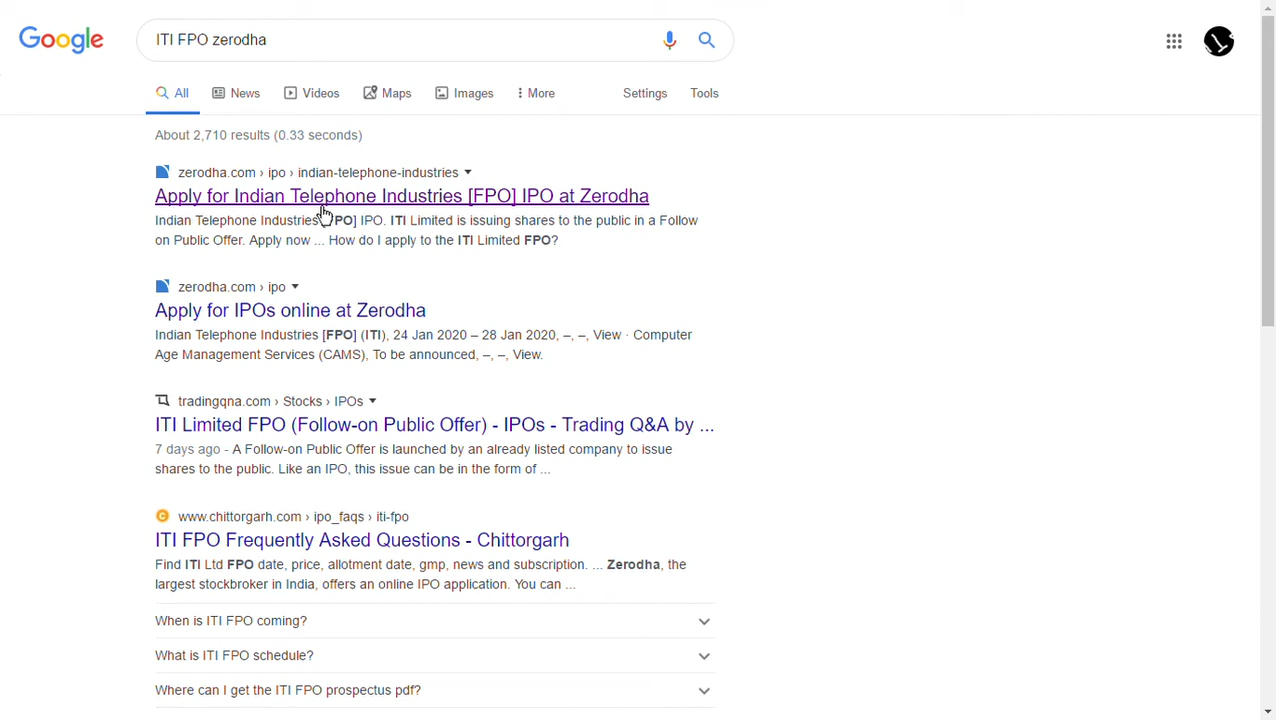 Google
ITI FPO zerodha
All News Videos Maps Images More Settings Tools
About 2,710 results (0.33 seconds)
zerodha.com › ipo › indian-telephone-industries
Apply for Indian Telephone Industries [FPO] IPO at Zerodha
Indian Telephone Industries PO] IPO. ITI Limited is issuing shares to the public in a Follow
on Public Offer. Apply now ... How do I apply to the ITI Limited FPO?
zerodha.com › ipo
Apply for IPOs online at Zerodha
Indian Telephone Industries [FPO] (ITI), 24 Jan 2020 – 28 Jan 2020, –, –, View · Computer
Age Management Services (CAMS), To be announced, –, –, View.
tradingqna.com › Stocks › IPOs
ITI Limited FPO (Follow-on Public Offer) - IPOs - Trading Q&A by ...
7 days ago - A Follow-on Public Offer is launched by an already listed company to issue
shares to the public. Like an IPO, this issue can be in the form of ...
www.chittorgarh.com › ipo_faqs › iti-fpo
ITI FPO Frequently Asked Questions - Chittorgarh
Find ITI Ltd FPO date, price, allotment date, gmp, news and subscription. ... Zerodha, the
largest stockbroker in India, offers an online IPO application. You can ...
When is ITI FPO coming?
What is ITI FPO schedule?
Where can I get the ITI FPO prospectus pdf?